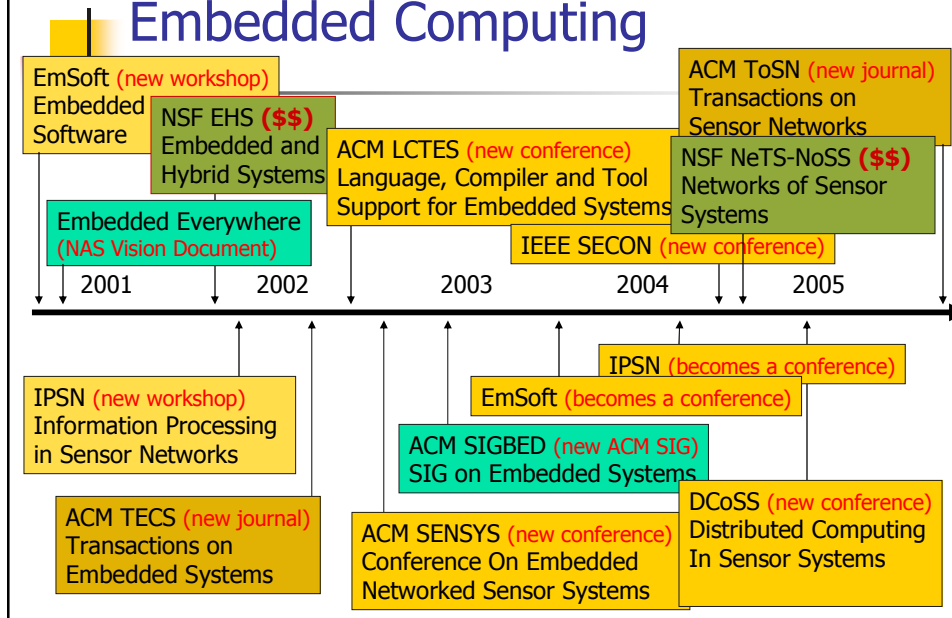 Embedded Computing
EmSoft (new workshop)
Embedded
Software
NSF EHS ($$)
Embedded and
Hybrid Systems
Embedded Everywhere
(NAS Vision Document)
ACM LCTES (new conference)
Language, Compiler and Tool
Support for Embedded Systems
IEEE SECON (new conference)
ACM ToSN (new journal)
Transactions on
Sensor Networks
NSF NeTS-NoSS ($$)
Networks of Sensor
Systems
2001 2002 2003 2004 2005
IPSN (new workshop)
Information Processing
in Sensor Networks
ACM TECS (new journal)
Transactions on
Embedded Systems
IPSN (becomes a conference)
EmSoft (becomes a conference)
ACM SIGBED (new ACM SIG)
SIG on Embedded Systems
ACM SENSYS (new conference)
Conference On Embedded
Networked Sensor Systems
DCoSS (new conference)
Distributed Computing
In Sensor Systems